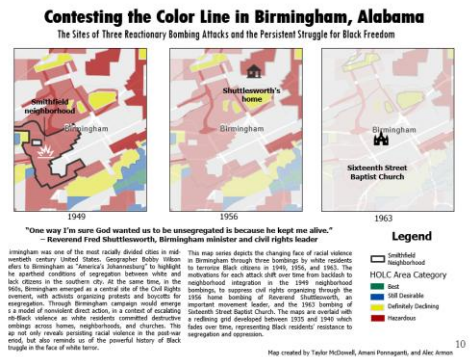 Contesting the Color Line in Birmingham, Alabama
The Sites of Three Reactionary Bombing Attacks and the Persistent Struggle for Black Freedom
Smithfield
neighborhood
Birmingham
Shuttlesworth's
home
Birmingham
Birmingham
Sixteenth Street
Baptist Church
1949
1956
1963
"One way I'm sure God wanted us to be unsegregated is because he kept me alive."
– Reverend Fred Shuttlesworth, Birmingham minister and civil rights leader
irmingham was one of the most racially divided cities in mid-
wentieth century United States. Geographer Bobby Wilson
efers to Birmingham as "America's Johannesburg" to highlight
he apartheid conditions of segregation between white and
lack citizens in the southern city. At the same time, in the
960s, Birmingham emerged as a central site of the Civil Rights
ovement, with activists organizing protests and boycotts for
esegregation. Through Birmingham campaign would emerge
s a model of nonviolent direct action, in a context of escalating
nti-Black violence as white residents committed destructive
ombings across homes, neighborhoods, and churches. This
ap not only reveals persisting racial violence in the post-war
eriod, but also reminds us of the powerful history of Black
truggle in the face of white terror.
This map series depicts the changing face of racial violence
in Birmingham through three bombings by white residents
to terrorize Black citizens in 1949, 1956, and 1963. The
motivations for each attack shift over time from backlash to
neighborhood integration in the 1949 neighborhood
bombings, to suppress civil rights organizing through the
1956 home bombing of Reverend Shuttlesworth, an
important movement leader, and the 1963 bombing of
Sixteenth Street Baptist Church. The maps are overlaid with
a redlining grid developed between 1935 and 1940 which
fades over time, representing Black residents' resistance to
segregation and oppression.
Legend
Smithfield
Neighborhood
HOLC Area Category
Best
Still Desirable
Definitely Declining
Hazardous
10
Map created by Taylor McDowell, Amani Ponnaganti, and Alec Armon